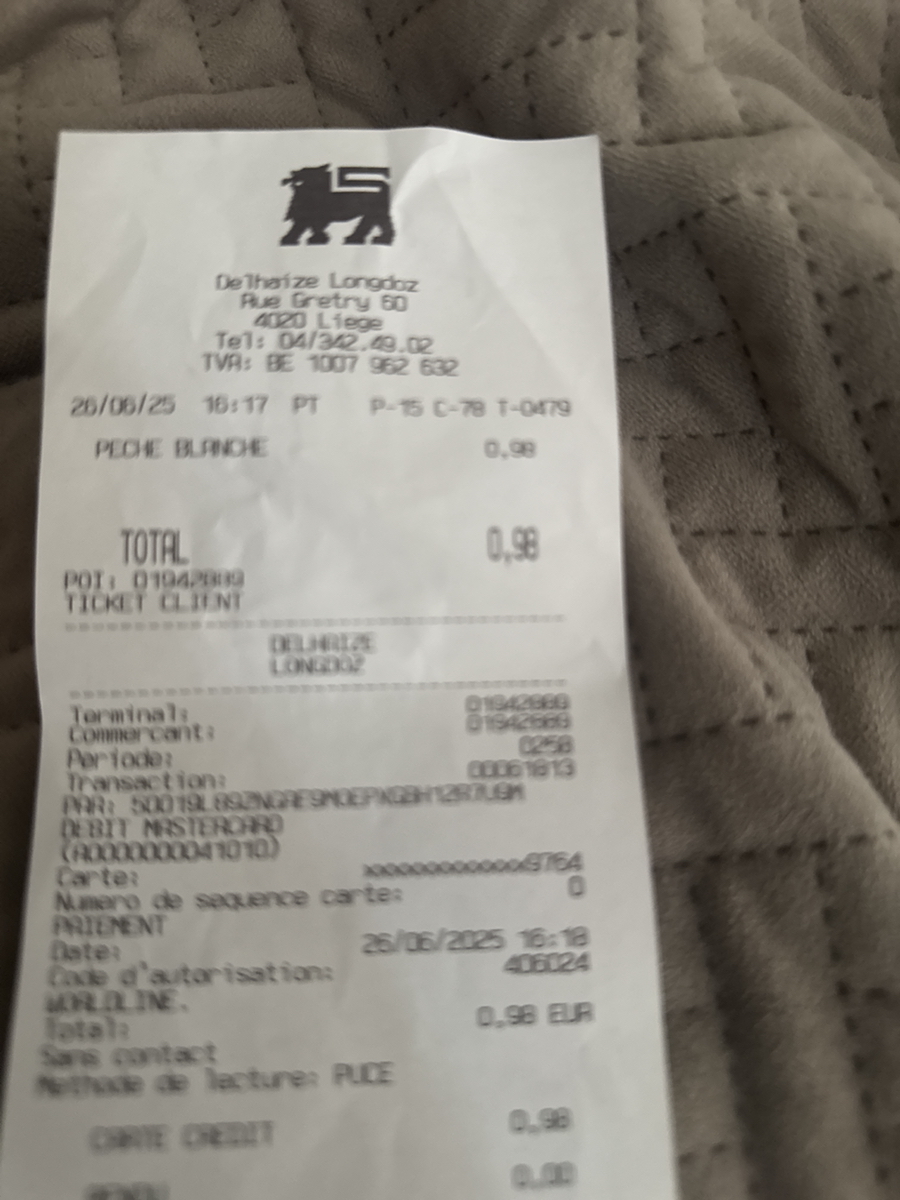 Delhaize Longdoz
Rue Gretry 60
4020 Liege
Tel: 04/342.49.02
TVA: BE 1007 962 632
26/06/25 16:17 PT P-15 C-78 T-0479
PECHE BLANCHE 0,98
TOTAL 0,98
POI: 01942889
TICKET CLIENT
DELHAIZE
LONGDOZ
Terminal: 01942889
Commercant: 01942889
Periode: 0258
Transaction: 00061813
PAR:
DEBIT MASTERCARD
(A0000000041010)
Carte: xxxxxxxxxxxx9764
Numero de sequence carte: 0
PAIEMENT
Date: 26/06/2025 16:18
Code d'autorisation: 406024
WORLDLINE.
Total: 0,98 EUR
Sans contact
Methode de lecture: PUCE
CARTE CREDIT 0,98
0,00